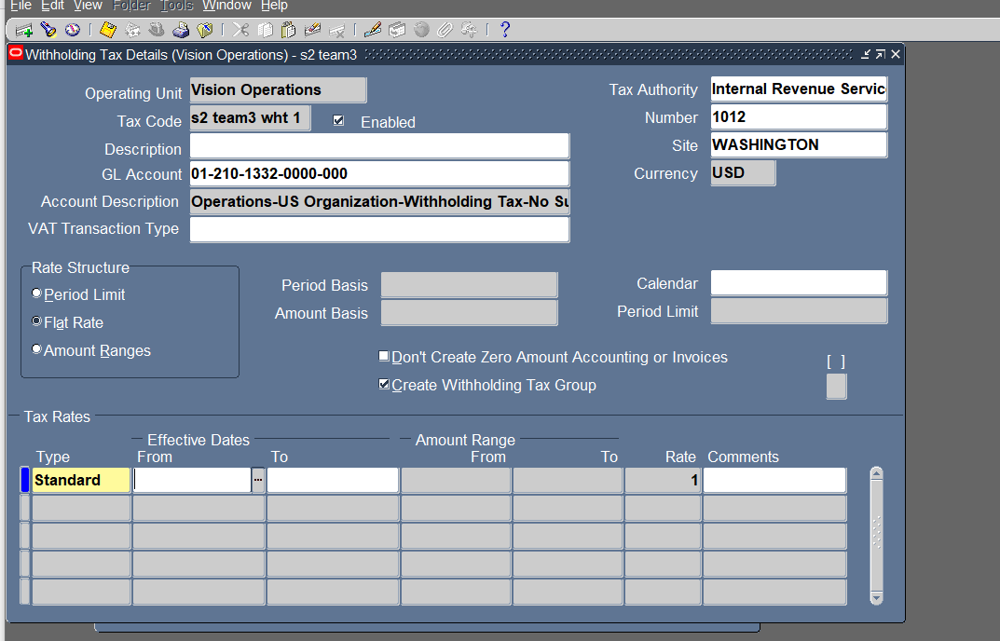 File Edit View Folder Tools Window Help
?
Withholding Tax Details (Vision Operations) - s2 team3
Operating Unit Vision Operations
Tax Authority Internal Revenue Servic
Tax Code s2 team3 wht 1 Enabled
Number 1012
Description
Site WASHINGTON
GL Account 01-210-1332-0000-000
Currency USD
Account Description Operations-US Organization-Withholding Tax-No Su
VAT Transaction Type
Rate Structure
Period Limit
Flat Rate
Amount Ranges
Period Basis
Calendar
Amount Basis
Period Limit
Don't Create Zero Amount Accounting or Invoices
[ ]
Create Withholding Tax Group
Tax Rates
Effective Dates Amount Range
Type From To From To Rate Comments
Standard ... 1